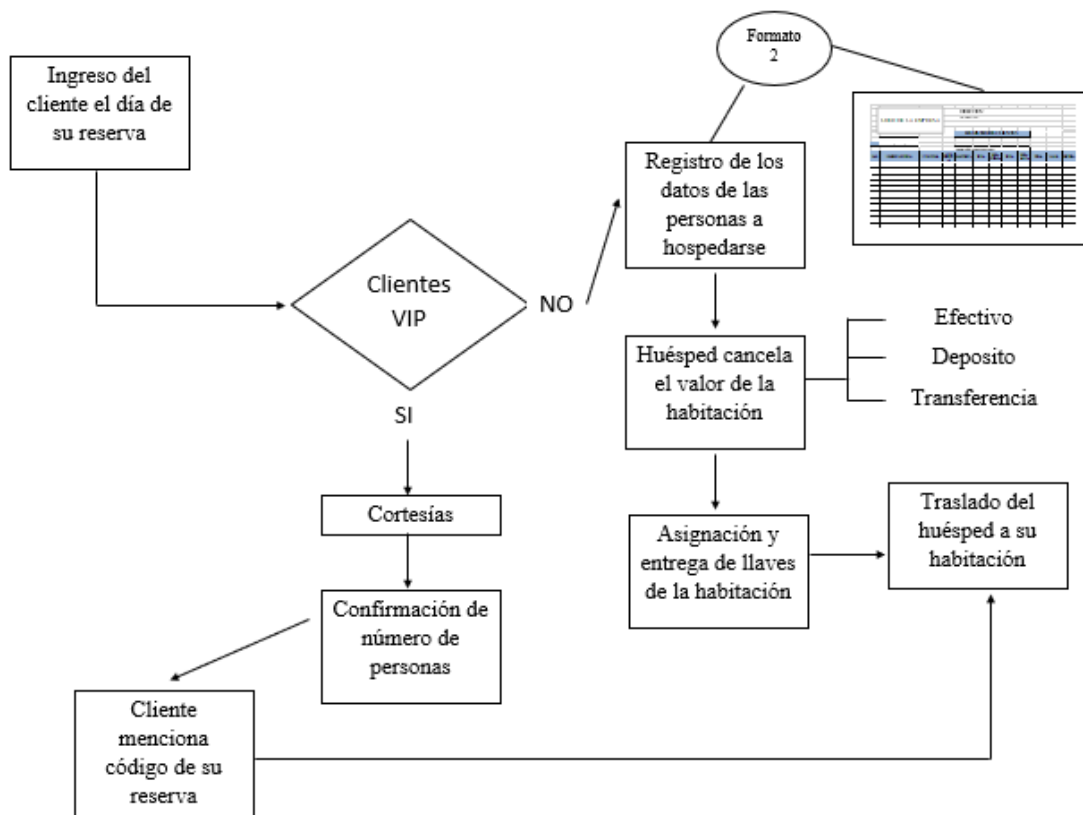 Formato
2
Ingreso del
cliente el día de
su reserva
Registro de los
datos de las
personas a
hospedarse
Clientes
VIP
NO
SI
Huésped cancela
el valor de la
habitación
Efectivo
Deposito
Transferencia
Cortesías
Asignación y
entrega de llaves
de la habitación
Traslado del
huésped a su
habitación
Confirmación de
número de
personas
Cliente
menciona
código de su
reserva